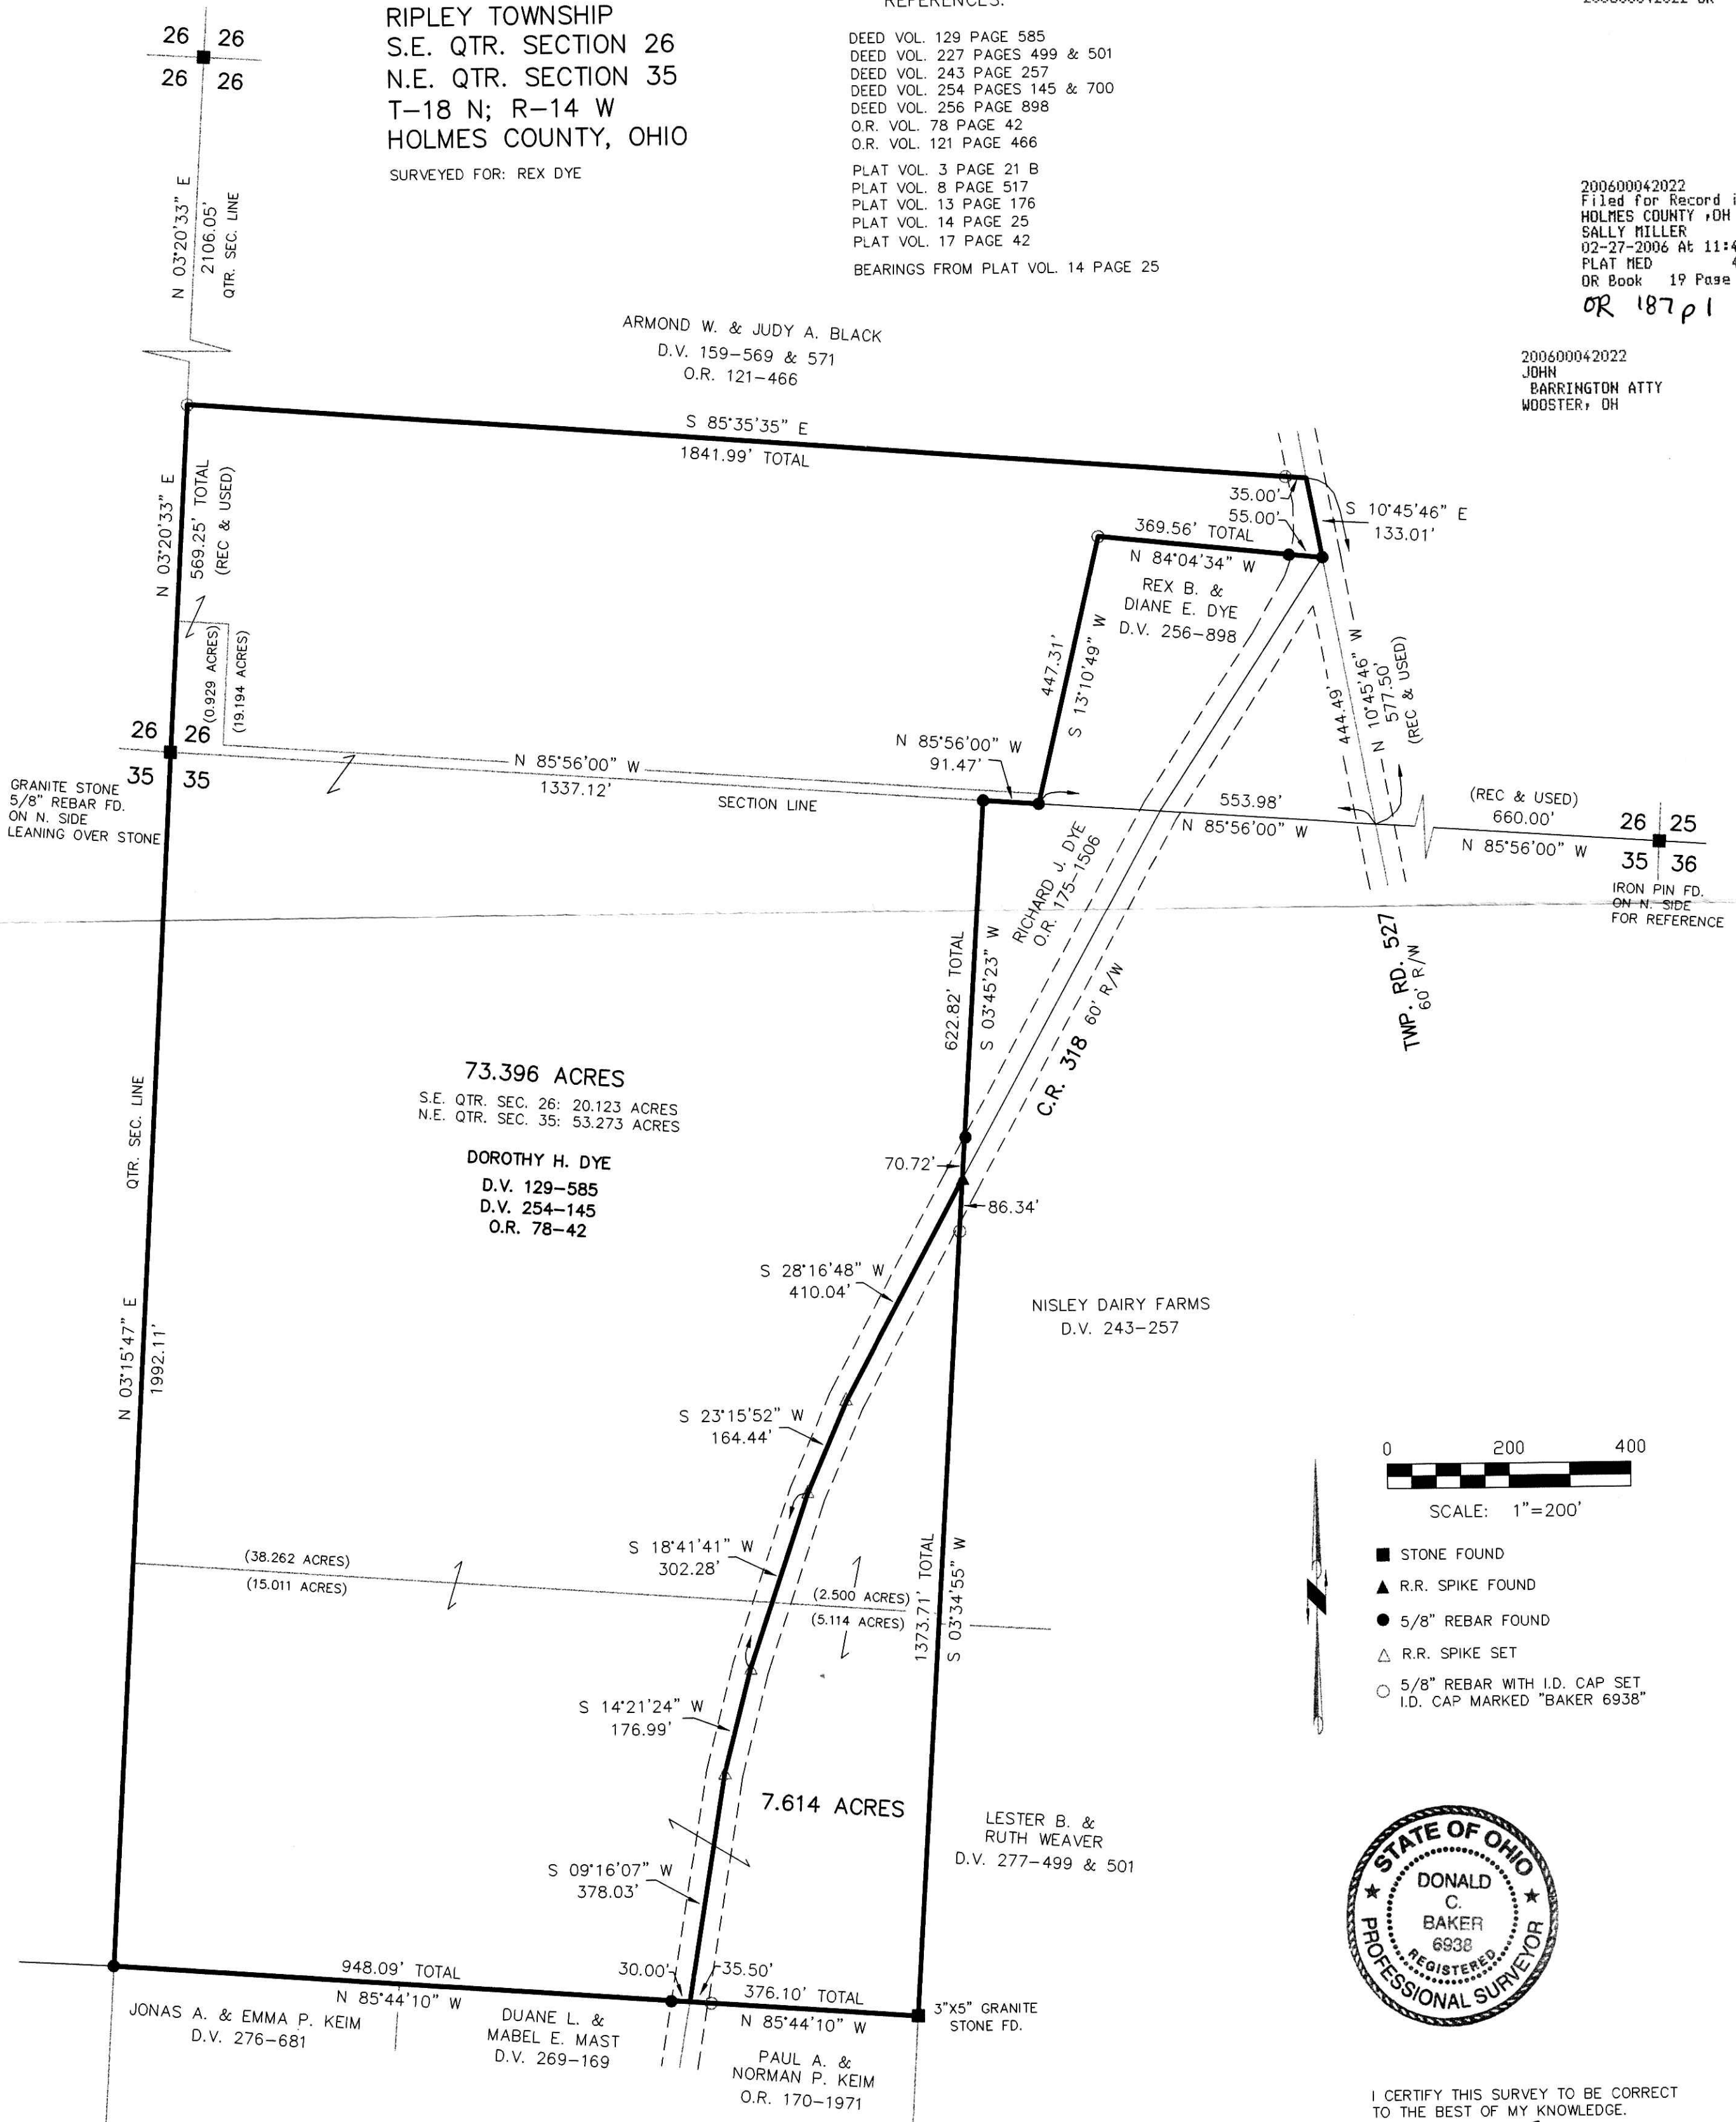 RIPLEY TOWNSHIP
S.E. QTR. SECTION 26
N.E. QTR. SECTION 35
T-18 N; R-14 W
HOLMES COUNTY, OHIO
SURVEYED FOR: REX DYE
REFERENCES:
DEED VOL. 129 PAGE 585
DEED VOL. 227 PAGES 499 & 501
DEED VOL. 243 PAGE 257
DEED VOL. 254 PAGES 145 & 700
DEED VOL. 256 PAGE 898
O.R. VOL. 78 PAGE 42
O.R. VOL. 121 PAGE 466
PLAT VOL. 3 PAGE 21 B
PLAT VOL. 8 PAGE 517
PLAT VOL. 13 PAGE 176
PLAT VOL. 14 PAGE 25
PLAT VOL. 17 PAGE 42
BEARINGS FROM PLAT VOL. 14 PAGE 25
200600042022
Filed for Record i
HOLMES COUNTY ,OH
SALLY MILLER
02-27-2006 At 11:4
PLAT MED 4
OR Book 19 Page
OR 187 p 1
200600042022
JOHN
BARRINGTON ATTY
WOOSTER, OH
26 26
26 26
N 03°20'33" E
2106.05'
QTR. SEC. LINE
ARMOND W. & JUDY A. BLACK
D.V. 159-569 & 571
O.R. 121-466
S 85°35'35" E
1841.99' TOTAL
35.00'
55.00'
S 10°45'46" E
133.01'
369.56' TOTAL
N 84°04'34" W
REX B. &
DIANE E. DYE
D.V. 256-898
447.31'
S 13°10'49" W
N 03°20'33" E
569.25' TOTAL
(REC & USED)
(0.929 ACRES)
(19.194 ACRES)
444.49'
N 10°45'46" W
577.50'
(REC & USED)
26 26
35 35
GRANITE STONE
5/8" REBAR FD.
ON N. SIDE
LEANING OVER STONE
N 85°56'00" W
1337.12'
SECTION LINE
N 85°56'00" W
91.47'
553.98'
N 85°56'00" W
(REC & USED)
660.00'
N 85°56'00" W
26 25
35 36
IRON PIN FD.
ON N. SIDE
FOR REFERENCE
RICHARD J. DYE
O.R. 175-1506
TWP. RD. 527
60' R/W
C.R. 318 60' R/W
622.82' TOTAL
S 03°45'23" W
73.396 ACRES
S.E. QTR. SEC. 26: 20.123 ACRES
N.E. QTR. SEC. 35: 53.273 ACRES
DOROTHY H. DYE
D.V. 129-585
D.V. 254-145
O.R. 78-42
QTR. SEC. LINE
N 03°15'47" E
1992.11'
70.72'
86.34'
S 28°16'48" W
410.04'
NISLEY DAIRY FARMS
D.V. 243-257
S 23°15'52" W
164.44'
S 18°41'41" W
302.28'
(38.262 ACRES)
(15.011 ACRES)
(2.500 ACRES)
(5.114 ACRES)
1373.71' TOTAL
S 03°34'55" W
S 14°21'24" W
176.99'
7.614 ACRES
S 09°16'07" W
378.03'
LESTER B. &
RUTH WEAVER
D.V. 277-499 & 501
0 200 400
SCALE: 1"=200'
STONE FOUND
R.R. SPIKE FOUND
5/8" REBAR FOUND
R.R. SPIKE SET
5/8" REBAR WITH I.D. CAP SET
I.D. CAP MARKED "BAKER 6938"
STATE OF OHIO
DONALD
C.
BAKER
6938
REGISTERED
PROFESSIONAL SURVEYOR
948.09' TOTAL
N 85°44'10" W
30.00'
35.50'
376.10' TOTAL
N 85°44'10" W
3"X5" GRANITE
STONE FD.
JONAS A. & EMMA P. KEIM
D.V. 276-681
DUANE L. &
MABEL E. MAST
D.V. 269-169
PAUL A. &
NORMAN P. KEIM
O.R. 170-1971
I CERTIFY THIS SURVEY TO BE CORRECT
TO THE BEST OF MY KNOWLEDGE.